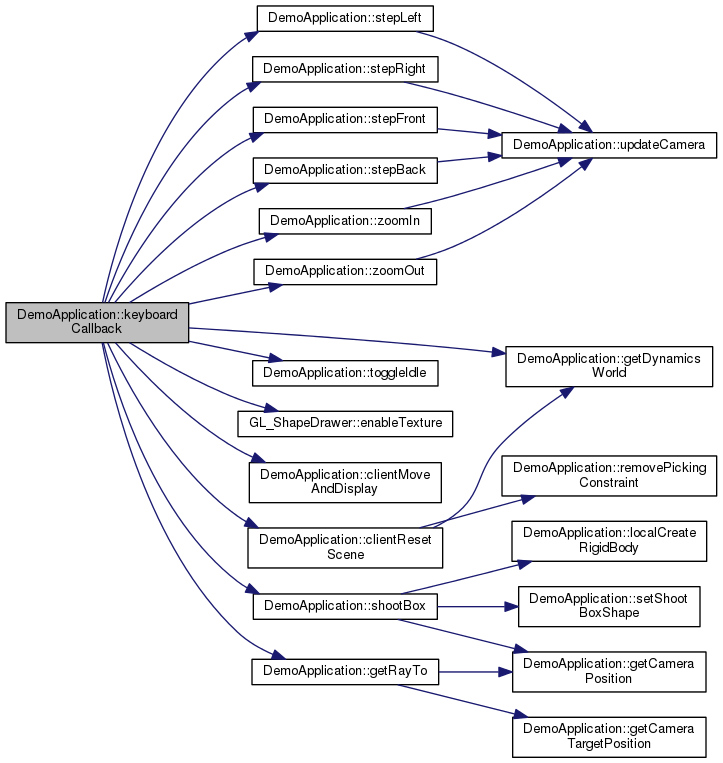 DemoApplication::stepLeft
DemoApplication::stepRight
DemoApplication::stepFront
DemoApplication::updateCamera
DemoApplication::stepBack
DemoApplication::zoomIn
DemoApplication::zoomOut
DemoApplication::keyboard
Callback
DemoApplication::getDynamics
World
DemoApplication::toggleIdle
GL_ShapeDrawer::enableTexture
DemoApplication::clientMove
AndDisplay
DemoApplication::removePicking
Constraint
DemoApplication::clientReset
Scene
DemoApplication::localCreate
RigidBody
DemoApplication::shootBox
DemoApplication::setShoot
BoxShape
DemoApplication::getRayTo
DemoApplication::getCamera
Position
DemoApplication::getCamera
TargetPosition